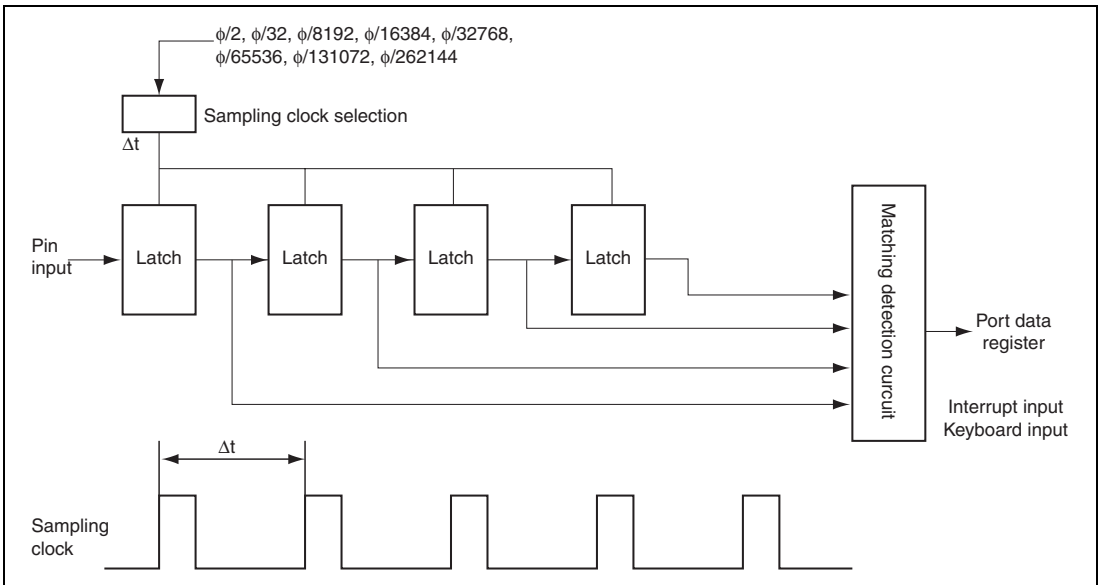 ϕ/2, ϕ/32, ϕ/8192, ϕ/16384, ϕ/32768,
ϕ/65536, ϕ/131072, ϕ/262144
Sampling clock selection
Δt
Pin
input
Latch
Latch
Latch
Latch
Matching detection curcuit
Port data
register
Interrupt input
Keyboard input
Δt
Sampling
clock